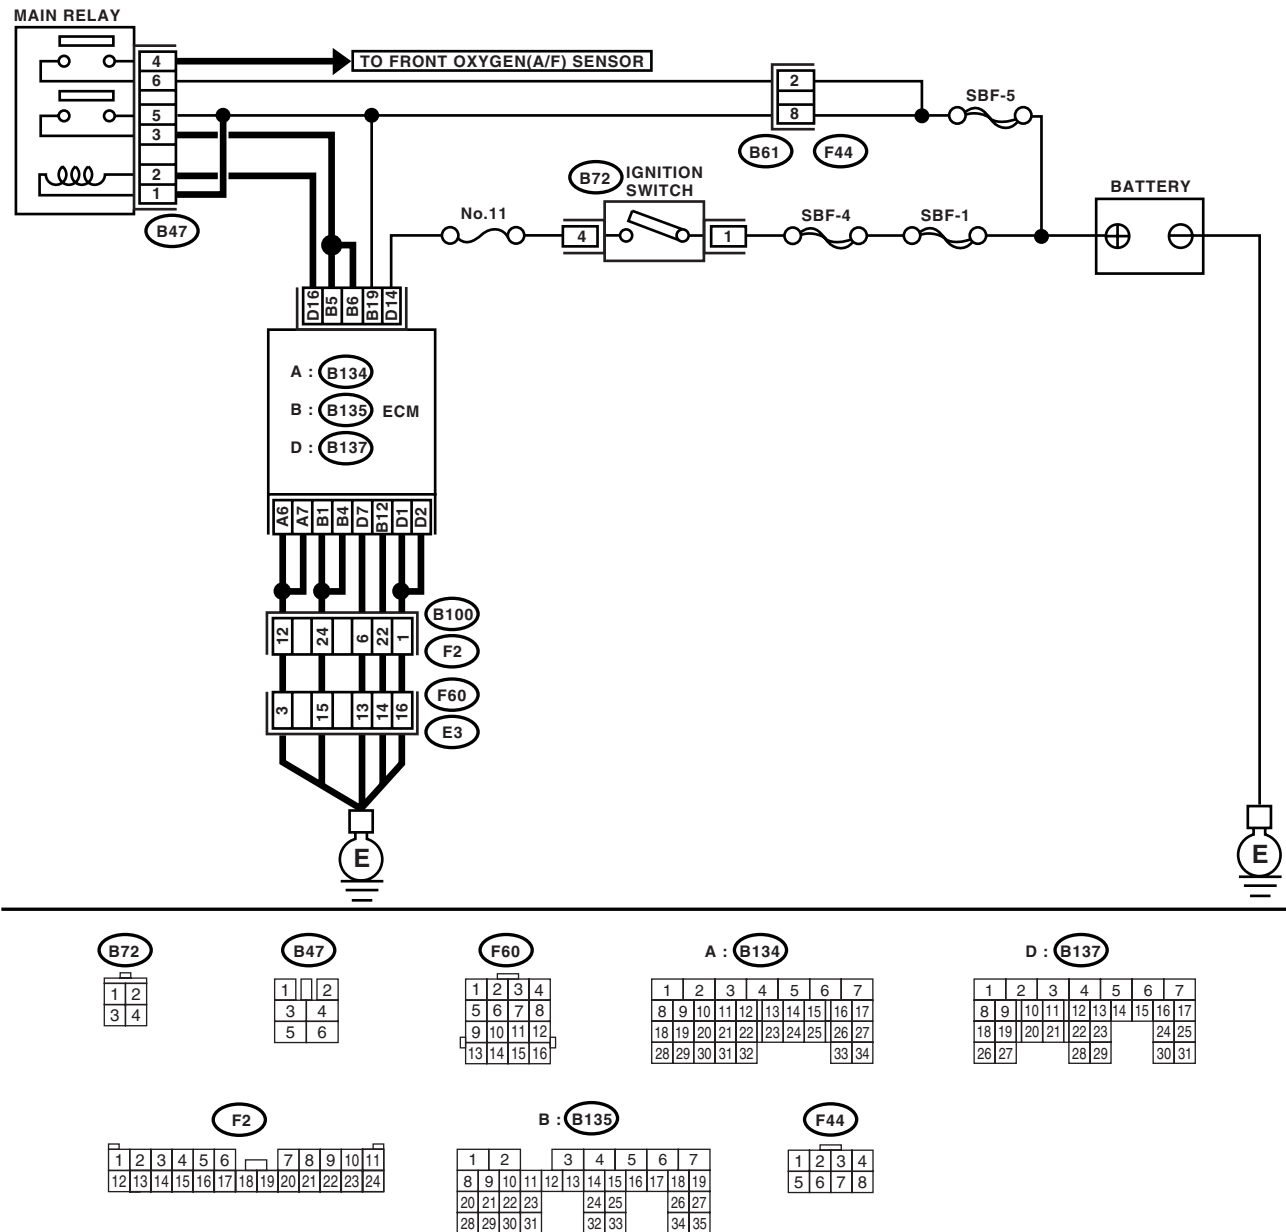 MAIN RELAY
4
TO FRONT OXYGEN(A/F) SENSOR
6
2
5
8
SBF-5
3
B61 F44
2
B72 IGNITION
SWITCH
1
BATTERY
B47
No.11
4
1
SBF-4
SBF-1
D16 B5 B6 B19 D14
A : B134
B : B135 ECM
D : B137
A6 A7 B1 B4 D7 B12 D1 D2
B100
12 24 6 22 1
F2
F60
3 15 13 14 16
E3
E
E
B72
1 2
3 4
B47
1 2
3 4
5 6
F60
1 2 3 4
5 6 7 8
9 10 11 12
13 14 15 16
A : B134
1 2 3 4 5 6 7
8 9 10 11 12 13 14 15 16 17
18 19 20 21 22 23 24 25 26 27
28 29 30 31 32 33 34
D : B137
1 2 3 4 5 6 7
8 9 10 11 12 13 14 15 16 17
18 19 20 21 22 23 24 25
26 27 28 29 30 31
F2
1 2 3 4 5 6 7 8 9 10 11
12 13 14 15 16 17 18 19 20 21 22 23 24
B : B135
1 2 3 4 5 6 7
8 9 10 11 12 13 14 15 16 17 18 19
20 21 22 23 24 25 26 27
28 29 30 31 32 33 34 35
F44
1 2 3 4
5 6 7 8